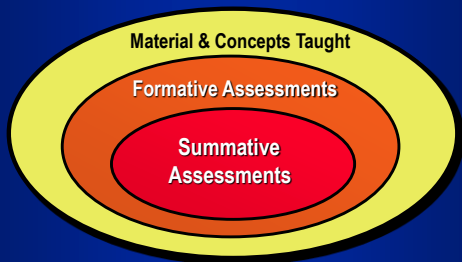 Material & Concepts Taught
Formative Assessments
Summative
Assessments